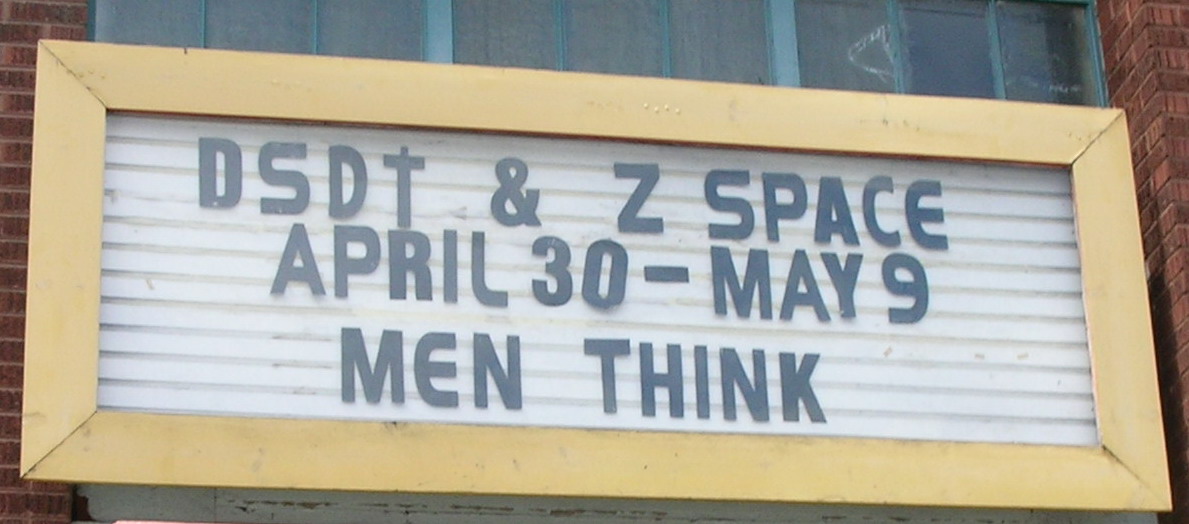 DSDT & Z SPACE
APRIL 30-MAY 9
MEN THINK